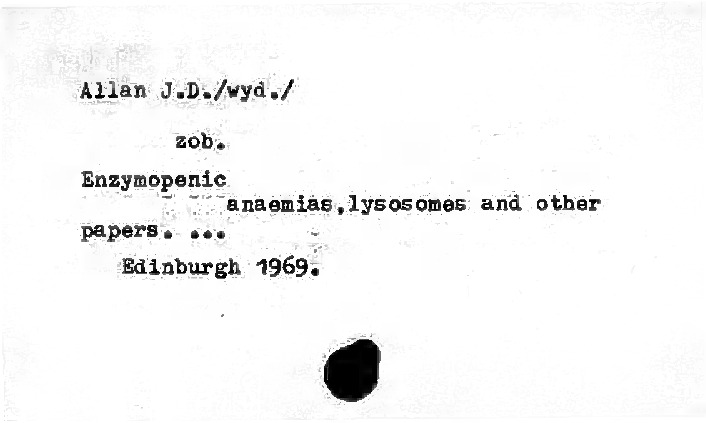 Allan J.D./wyd./
zob.
Enzymopenic
anaemias,lysosomes and other
papers. ...
Edinburgh 1969.